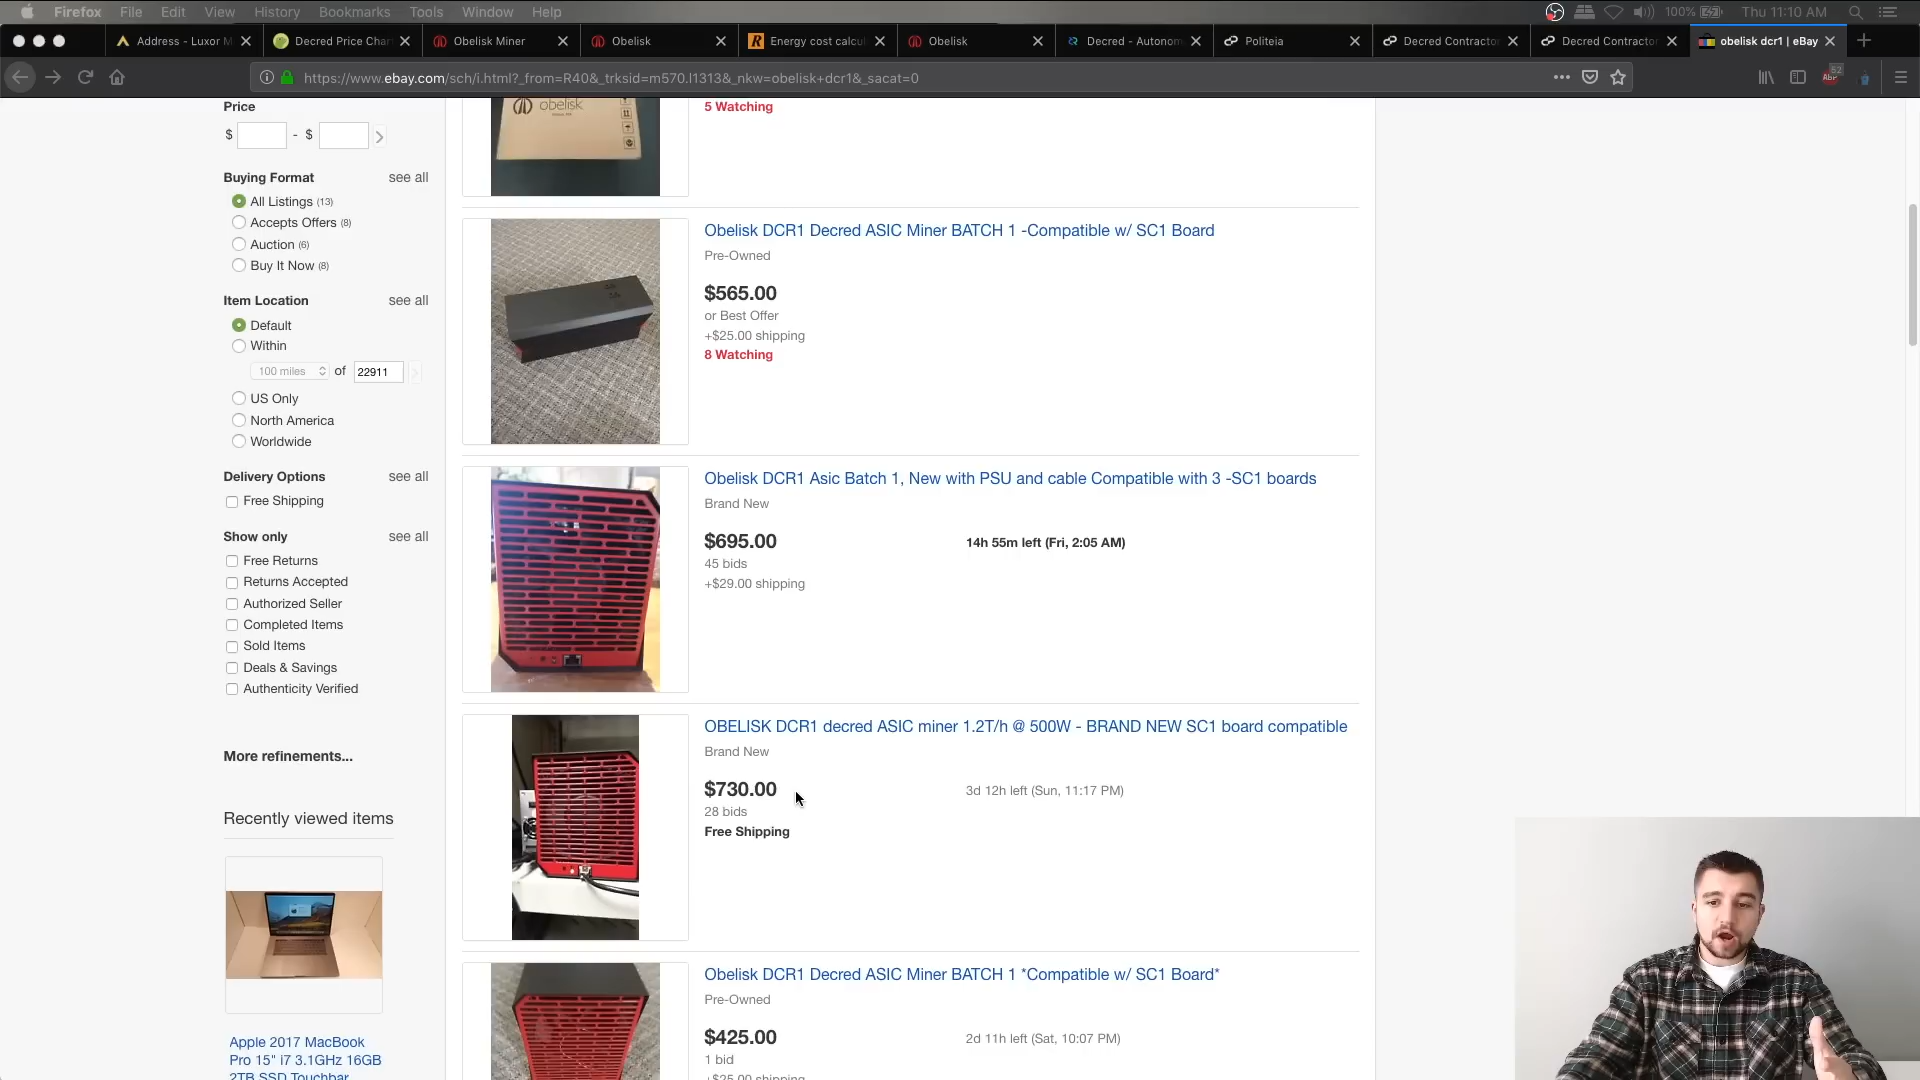 Firefox File Edit View History Bookmarks Tools Window Help 100% Thu 11:10 AM
Address - Luxor M Decred Price Char Obelisk Miner Obelisk Energy cost calcu Obelisk Decred - Autonom Politeia Decred Contracto Decred Contractor obelisk dcr1 | eBay
https://www.ebay.com/sch/i.html?_from=R40&_trksid=m570.l1313&_nkw=obelisk+dcr1&_sacat=0
ABP 52
Price
$ - $
Buying Format see all
All Listings (13)
Accepts Offers (8)
Auction (6)
Buy It Now (8)
Item Location see all
Default
Within
100 miles of 22911
US Only
North America
Worldwide
Delivery Options see all
Free Shipping
Show only see all
Free Returns
Returns Accepted
Authorized Seller
Completed Items
Sold Items
Deals & Savings
Authenticity Verified
More refinements...
Recently viewed items
Apple 2017 MacBook
Pro 15" i7 3.1GHz 16GB
2TB SSD Touchbar
obelisk
5 Watching
Obelisk DCR1 Decred ASIC Miner BATCH 1 -Compatible w/ SC1 Board
Pre-Owned
$565.00
or Best Offer
+$25.00 shipping
8 Watching
Obelisk DCR1 Asic Batch 1, New with PSU and cable Compatible with 3 -SC1 boards
Brand New
$695.00 14h 55m left (Fri, 2:05 AM)
45 bids
+$29.00 shipping
OBELISK DCR1 decred ASIC miner 1.2T/h @ 500W - BRAND NEW SC1 board compatible
Brand New
$730.00 3d 12h left (Sun, 11:17 PM)
28 bids
Free Shipping
Obelisk DCR1 Decred ASIC Miner BATCH 1 *Compatible w/ SC1 Board*
Pre-Owned
$425.00 2d 11h left (Sat, 10:07 PM)
1 bid
+$25.00 shipping